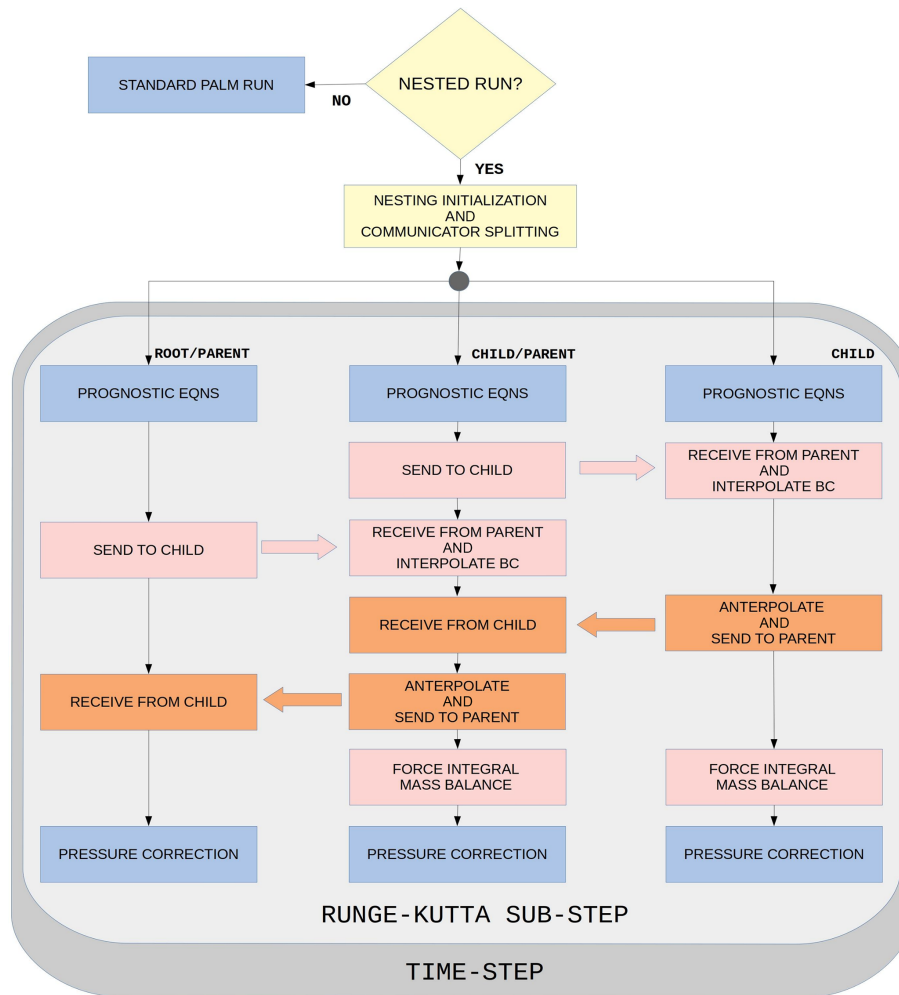 NESTED RUN?
STANDARD PALM RUN
NO
YES
NESTING INITIALIZATION
AND
COMMUNICATOR SPLITTING
ROOT/PARENT
PROGNOSTIC EQNS
SEND TO CHILD
RECEIVE FROM CHILD
PRESSURE CORRECTION
CHILD/PARENT
PROGNOSTIC EQNS
SEND TO CHILD
RECEIVE FROM PARENT
AND
INTERPOLATE BC
RECEIVE FROM CHILD
ANTERPOLATE
AND
SEND TO PARENT
FORCE INTEGRAL
MASS BALANCE
PRESSURE CORRECTION
CHILD
PROGNOSTIC EQNS
RECEIVE FROM PARENT
AND
INTERPOLATE BC
ANTERPOLATE
AND
SEND TO PARENT
FORCE INTEGRAL
MASS BALANCE
PRESSURE CORRECTION
RUNGE-KUTTA SUB-STEP
TIME-STEP